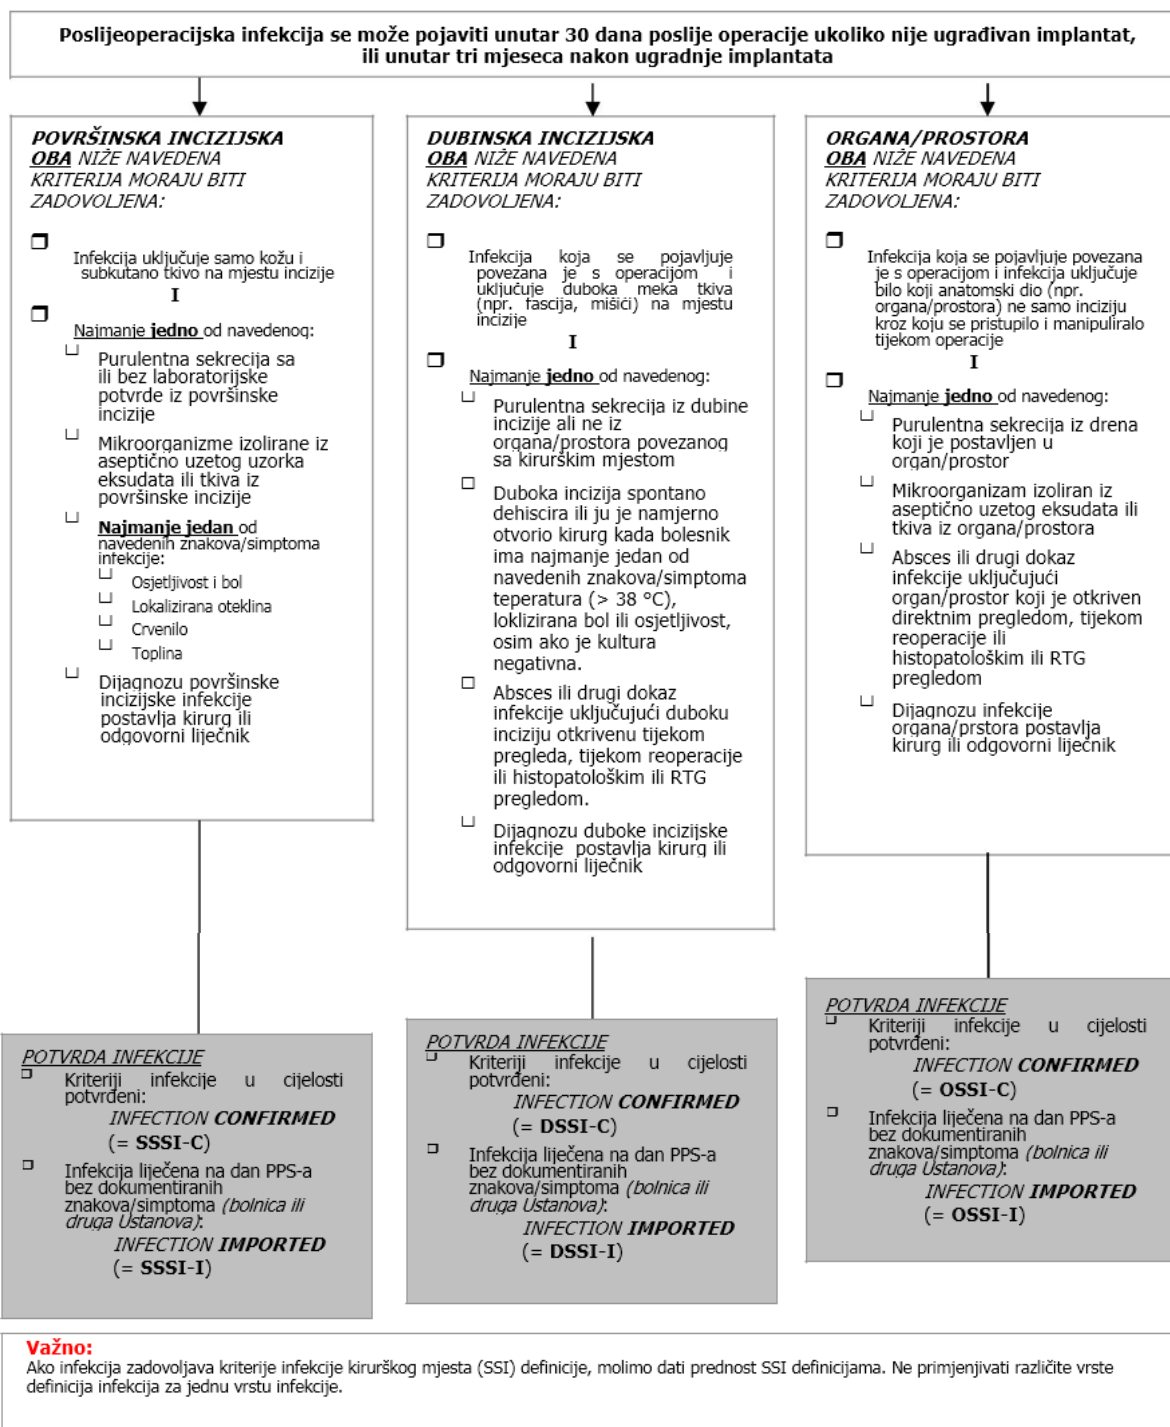 Poslijeoperacijska infekcija se može pojaviti unutar 30 dana poslije operacije ukoliko nije ugrađivan implantat,
ili unutar tri mjeseca nakon ugradnje implantata
POVRŠINSKA INCIZIJSKA
OBA NIŽE NAVEDENA
KRITERIJA MORAJU BITI
ZADOVOLJENA:
Infekcija uključuje samo kožu i
subkutano tkivo na mjestu incizije
I
Najmanje jedno od navedenog:
Purulentna sekrecija sa
ili bez laboratorijske
potvrde iz površinske
incizije
Mikroorganizme izolirane iz
aseptično uzetog uzorka
eksudata ili tkiva iz
površinske incizije
Najmanje jedan od
navedenih znakova/simptoma
infekcije:
Osjetljivost i bol
Lokalizirana oteklina
Crvenilo
Toplina
Dijagnozu površinske
incizijske infekcije
postavlja kirurg ili
odgovorni liječnik
POTVRDA INFEKCIJE
Kriteriji infekcije u cijelosti
potvrđeni:
INFECTION CONFIRMED
(= SSSI-C)
Infekcija liječena na dan PPS-a
bez dokumentiranih
znakova/simptoma (bolnica ili
druga Ustanova):
INFECTION IMPORTED
(= SSSI-I)
DUBINSKA INCIZIJSKA
OBA NIŽE NAVEDENA
KRITERIJA MORAJU BITI
ZADOVOLJENA:
Infekcija koja se pojavljuje
povezana je s operacijom i
uključuje duboka meka tkiva
(npr. fascija, mišići) na mjestu
incizije
I
Najmanje jedno od navedenog:
Purulentna sekrecija iz dubine
incizije ali ne iz
organa/prostora povezanog
sa kirurškim mjestom
Duboka incizija spontano
dehiscira ili ju je namjerno
otvorio kirurg kada bolesnik
ima najmanje jedan od
navedenih znakova/simptoma
teperatura (> 38 °C),
loklizirana bol ili osjetljivost,
osim ako je kultura
negativna.
Absces ili drugi dokaz
infekcije uključujući duboku
inciziju otkrivenu tijekom
pregleda, tijekom reoperacije
ili histopatološkim ili RTG
pregledom.
Dijagnozu duboke incizijske
infekcije postavlja kirurg ili
odgovorni liječnik
POTVRDA INFEKCIJE
Kriteriji infekcije u cijelosti
potvrđeni:
INFECTION CONFIRMED
(= DSSI-C)
Infekcija liječena na dan PPS-a
bez dokumentiranih
znakova/simptoma (bolnica ili
druga Ustanova):
INFECTION IMPORTED
(= DSSI-I)
ORGANA/PROSTORA
OBA NIŽE NAVEDENA
KRITERIJA MORAJU BITI
ZADOVOLJENA:
Infekcija koja se pojavljuje povezana
je s operacijom i infekcija uključuje
bilo koji anatomski dio (npr.
organa/prostora) ne samo inciziju
kroz koju se pristupilo i manipuliralo
tijekom operacije
I
Najmanje jedno od navedenog:
Purulentna sekrecija iz drena
koji je postavljen u
organ/prostor
Mikroorganizam izoliran iz
aseptično uzetog eksudata ili
tkiva iz organa/prostora
Absces ili drugi dokaz
infekcije uključujući
organ/prostor koji je otkriven
direktnim pregledom, tijekom
reoperacije ili
histopatološkim ili RTG
pregledom
Dijagnozu infekcije
organa/prstora postavlja
kirurg ili odgovorni liječnik
POTVRDA INFEKCIJE
Kriteriji infekcije u cijelosti
potvrđeni:
INFECTION CONFIRMED
(= OSSI-C)
Infekcija liječena na dan PPS-a
bez dokumentiranih
znakova/simptoma (bolnica ili
druga Ustanova):
INFECTION IMPORTED
(= OSSI-I)
Važno:
Ako infekcija zadovoljava kriterije infekcije kirurškog mjesta (SSI) definicije, molimo dati prednost SSI definicijama. Ne primjenjivati različite vrste
definicija infekcija za jednu vrstu infekcije.